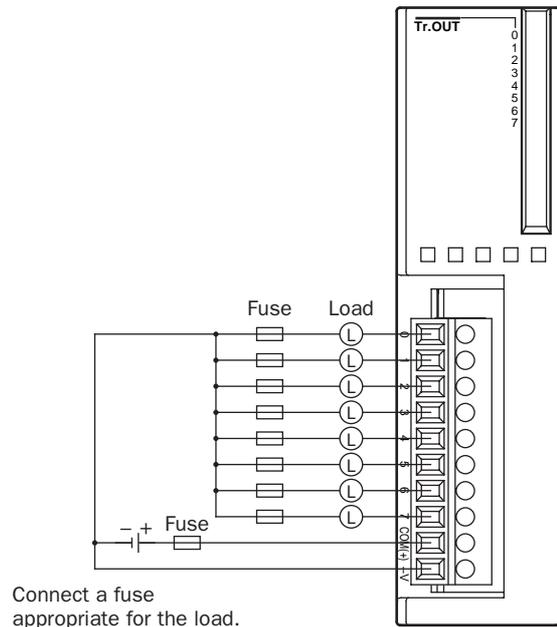 Tr.OUT
0
1
2
3
4
5
6
7
Fuse Load
L 0
L 1
L 2
L 3
L 4
L 5
L 6
L 7
− + Fuse COM(+)
−V
Connect a fuse
appropriate for the load.